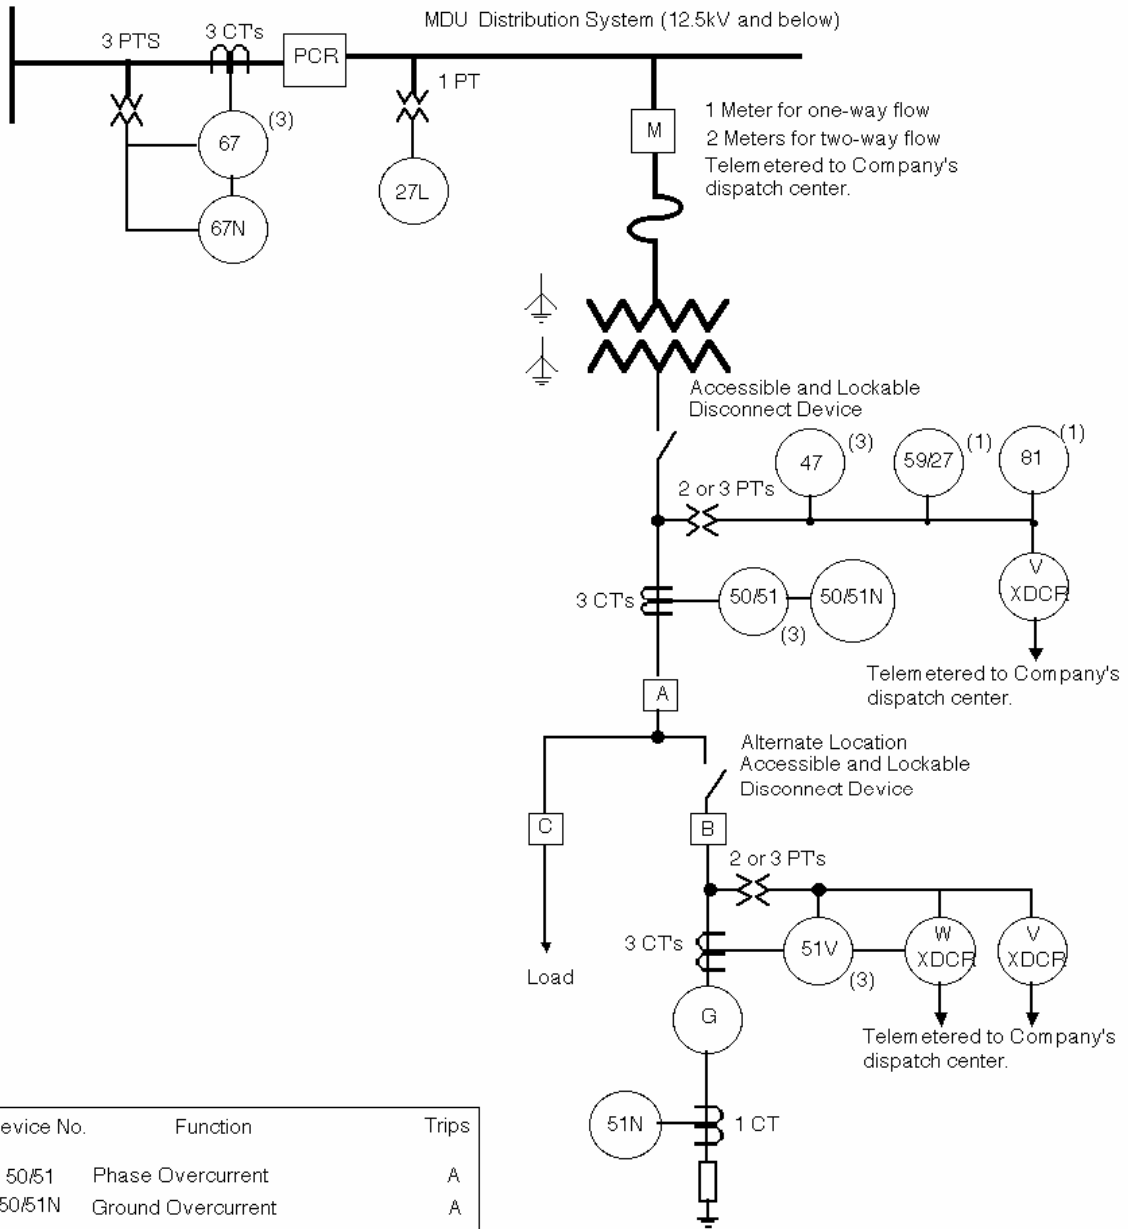 MDU Distribution System (12.5kV and below)
3 PT'S
3 CT's
PCR
1 PT
67
(3)
67N
27L
M
1 Meter for one-way flow
2 Meters for two-way flow
Telemetered to Company's
dispatch center.
Accessible and Lockable
Disconnect Device
47
(3)
59/27
(1)
81
(1)
2 or 3 PT's
3 CT's
50/51
(3)
50/51N
V
XDCR
Telemetered to Company's
dispatch center.
A
Alternate Location
Accessible and Lockable
Disconnect Device
C
B
2 or 3 PT's
3 CT's
51V
(3)
W
XDCR
V
XDCR
Load
G
Telemetered to Company's
dispatch center.
51N
1 CT
evice No. Function Trips
50/51 Phase Overcurrent A
50/51N Ground Overcurrent A